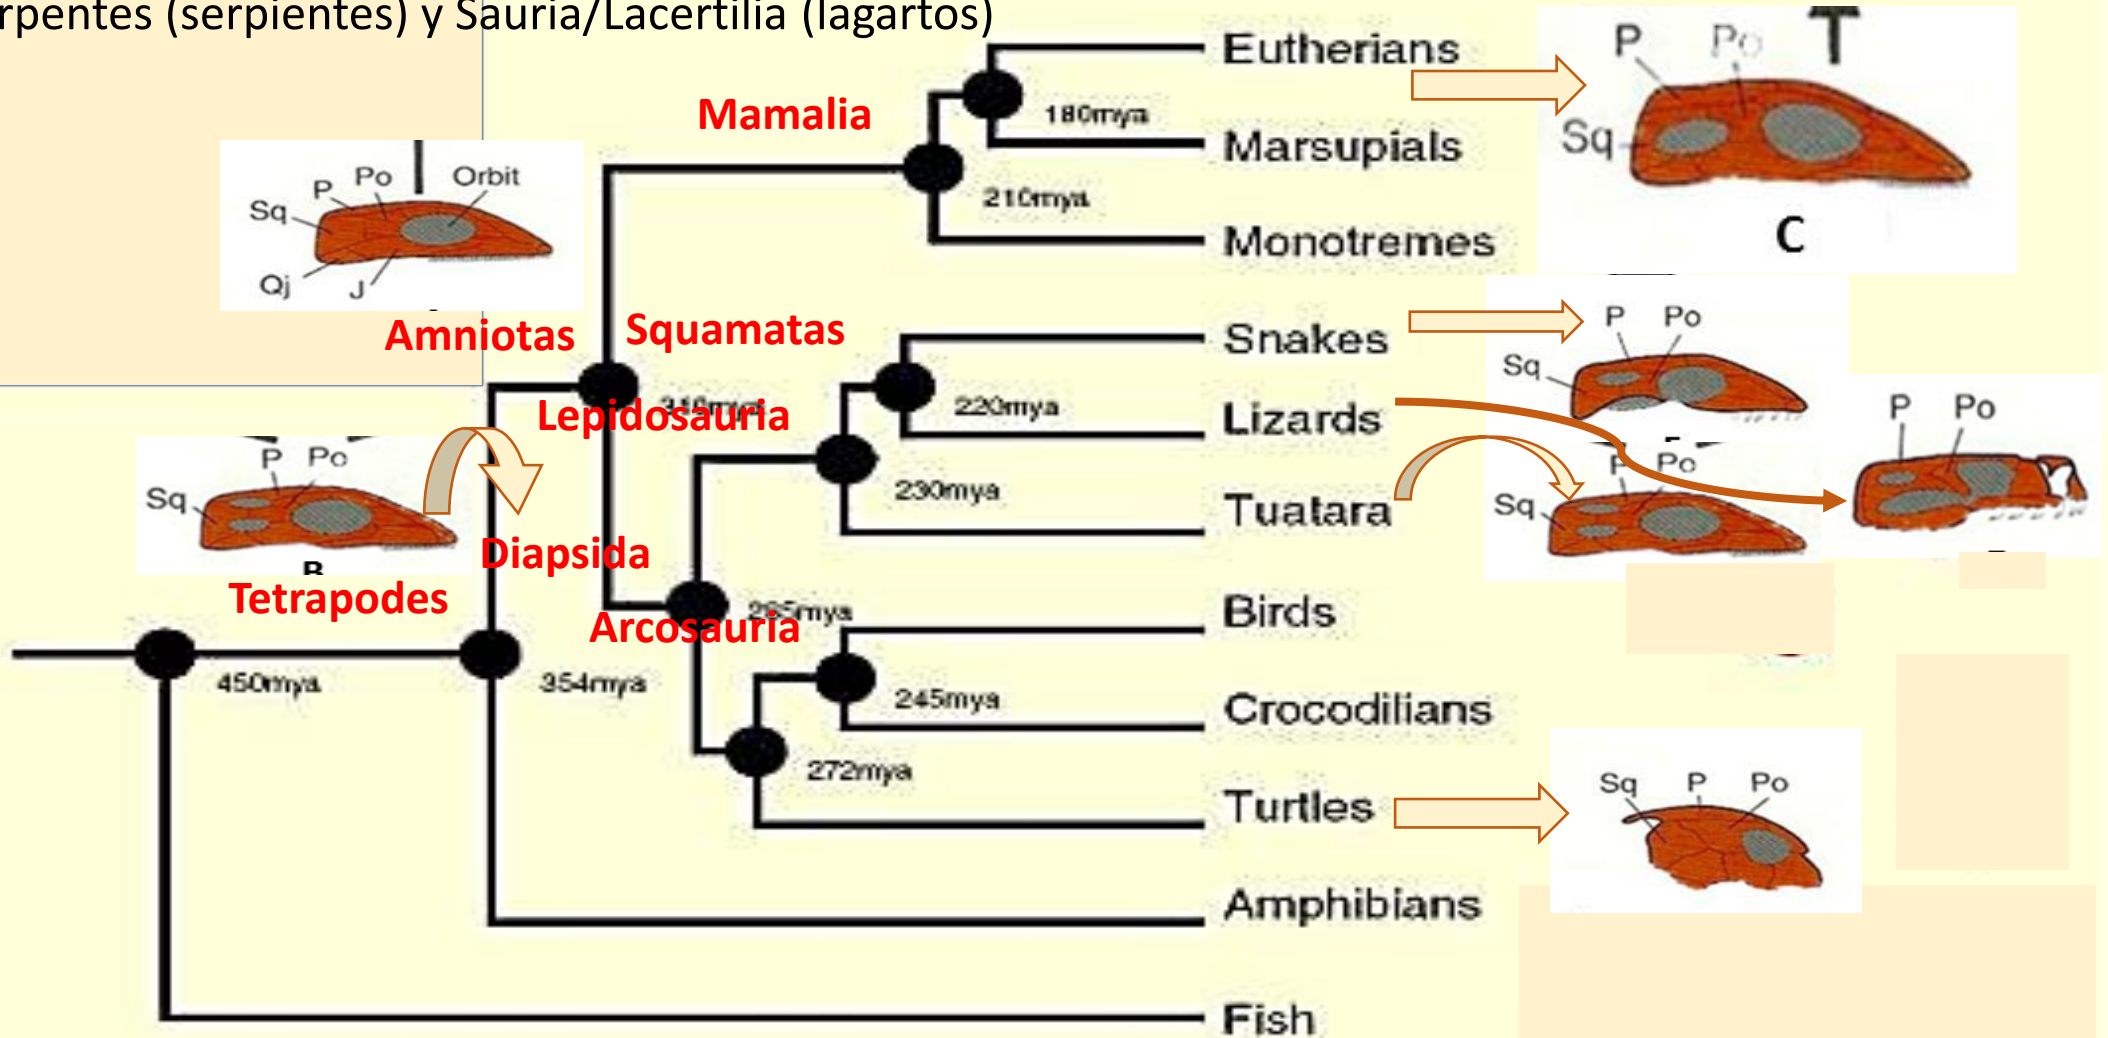 rpentes (serpientes) y Sauria/Lacertilia (lagartos)
Eutherians
P Po
Sq
C
Mamalia
180mya
Marsupials
210mya
Monotremes
P Po Orbit
Sq
Qj J
Amniotas
Squamatas
Snakes
P Po
Sq
Lepidosauria
220mya
Lizards
P Po
230mya
Tuatara
P Po
Sq
P Po
Sq
B
Diapsida
Tetrapodes
Arcosauria
Birds
450mya
354mya
245mya
Crocodilians
272mya
Turtles
Sq P Po
Amphibians
Fish